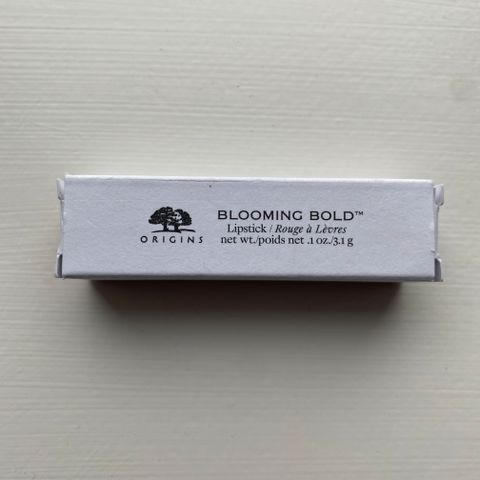 ORIGINS
BLOOMING BOLD™
Lipstick / Rouge à Lèvres
net wt./poids net .1 oz./3.1 g